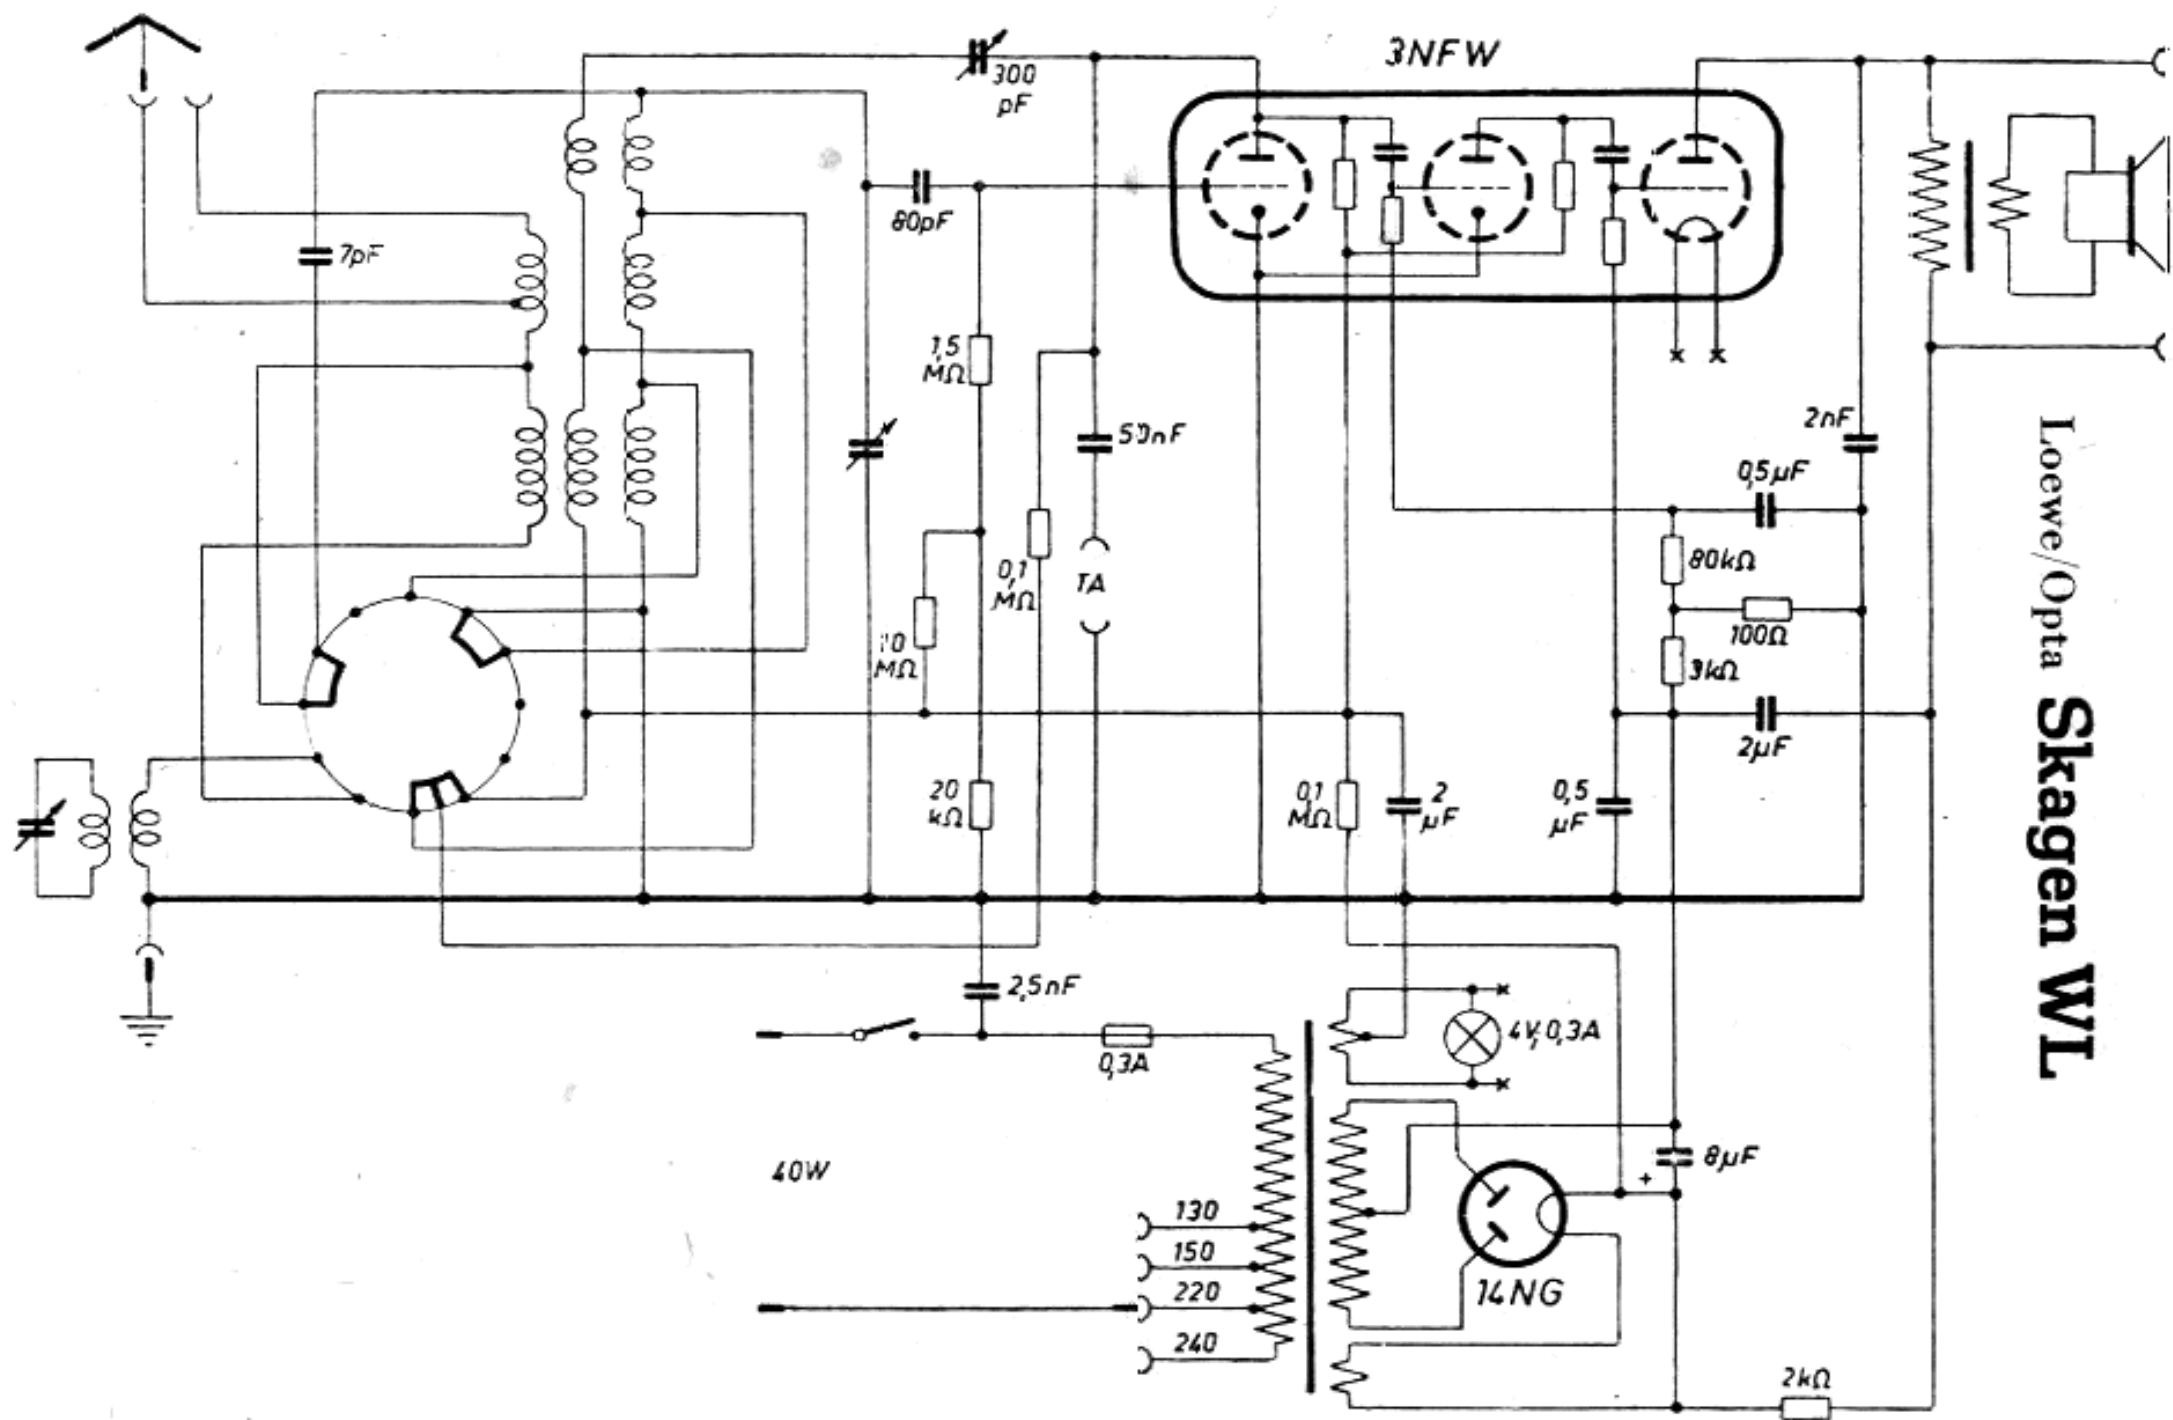 3NFW
300
pF
80pF
7pF
1,5
MΩ
50nF
2nF
0,5µF
0,1
MΩ
TA
80kΩ
100Ω
10
MΩ
3kΩ
2µF
20
kΩ
0,1
MΩ
2
µF
0,5
µF
2,5nF
4V,0,3A
0,3A
40W
8µF
+
130
150
220
240
14NG
2kΩ
Loewe/Opta Skagen WL